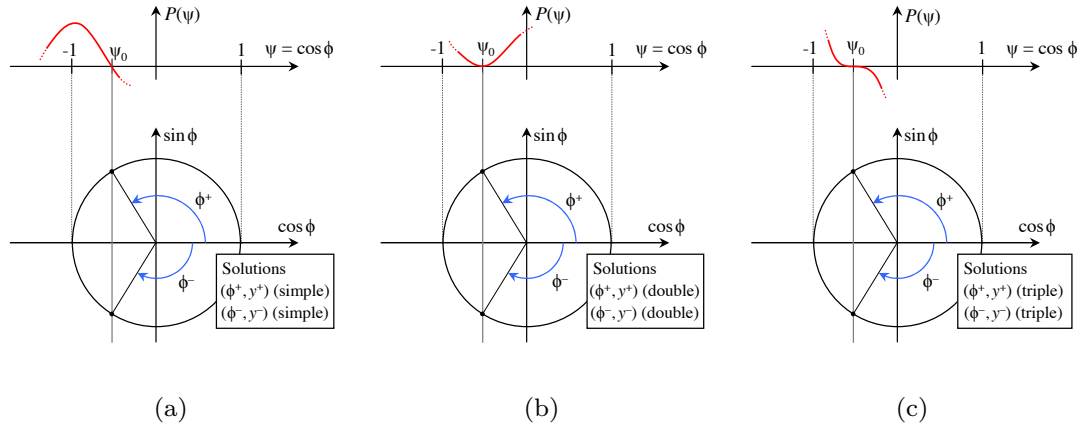 P(ψ)
-1
ψ₀
1
ψ = cos ϕ
sin ϕ
ϕ⁺
cos ϕ
ϕ⁻
Solutions
(ϕ⁺, y⁺) (simple)
(ϕ⁻, y⁻) (simple)
(a)
P(ψ)
-1
ψ₀
1
ψ = cos ϕ
sin ϕ
ϕ⁺
cos ϕ
ϕ⁻
Solutions
(ϕ⁺, y⁺) (double)
(ϕ⁻, y⁻) (double)
(b)
P(ψ)
-1
ψ₀
1
ψ = cos ϕ
sin ϕ
ϕ⁺
cos ϕ
ϕ⁻
Solutions
(ϕ⁺, y⁺) (triple)
(ϕ⁻, y⁻) (triple)
(c)